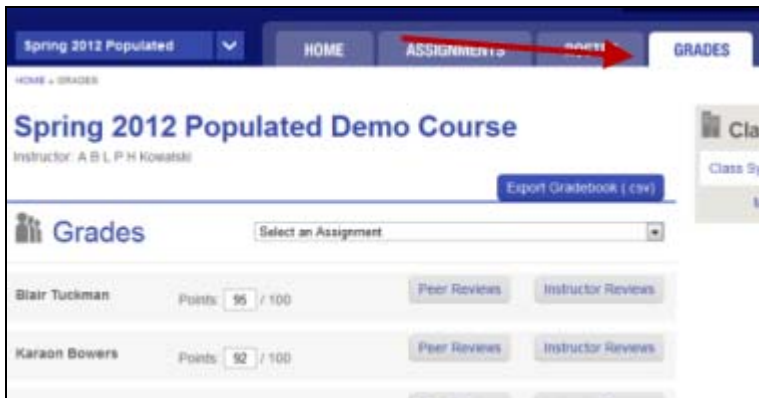 Spring 2012 Populated
HOME ASSIGNMENTS GRADES
HOME » GRADES
Spring 2012 Populated Demo Course
Instructor: A B L P H Kowalski
Export Gradebook (.csv)
Grades Select an Assignment
Blair Tuckman Points: 95 / 100 Peer Reviews Instructor Reviews
Karaon Bowers Points: 92 / 100 Peer Reviews Instructor Reviews
Cla
Class Sy